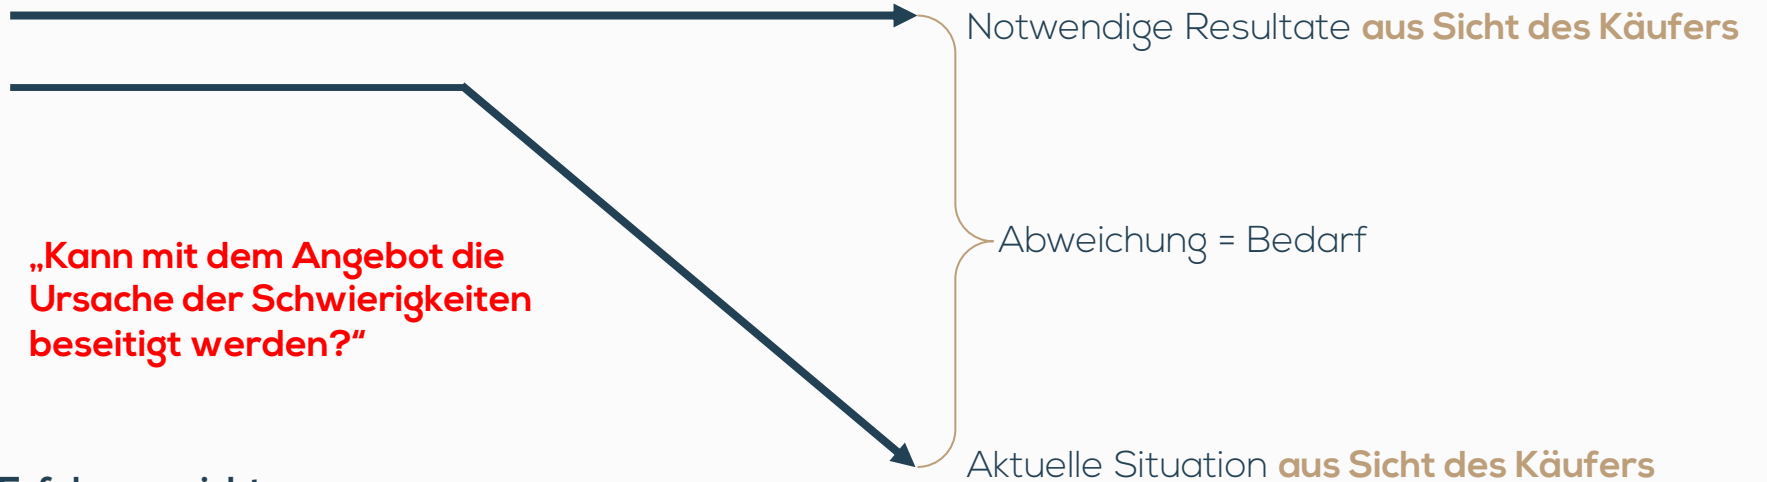 Notwendige Resultate aus Sicht des Käufers
Abweichung = Bedarf
„Kann mit dem Angebot die
Ursache der Schwierigkeiten
beseitigt werden?“
Aktuelle Situation aus Sicht des Käufers